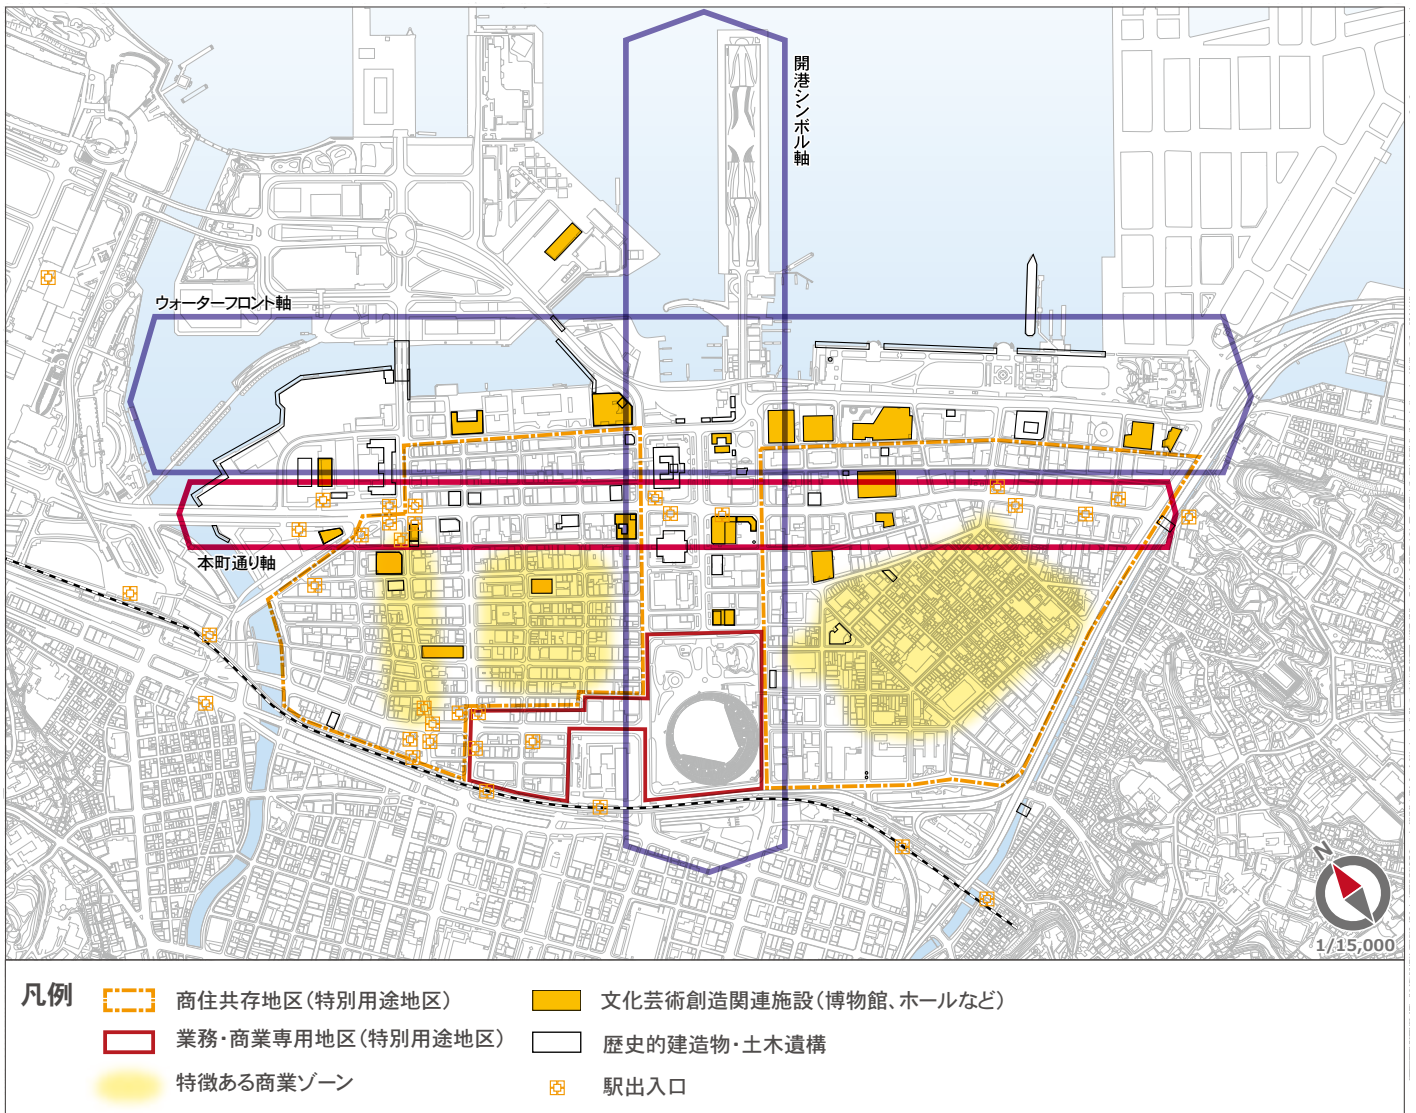 開港シンボル軸
ウォーターフロント軸
本町通り軸
N
1/15,000
凡例
商住共存地区(特別用途地区)
文化芸術創造関連施設(博物館、ホールなど)
業務・商業専用地区(特別用途地区)
歴史的建造物・土木遺構
特徴ある商業ゾーン
駅出入口